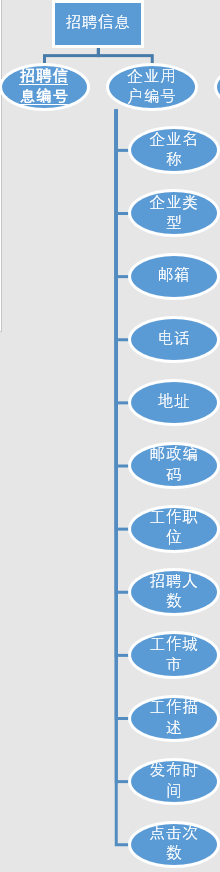 招聘信息
招聘信
息编号
企业用
户编号
企业名
称
企业类
型
邮箱
电话
地址
邮政编
码
工作职
位
招聘人
数
工作城
市
工作描
述
发布时
间
点击次
数